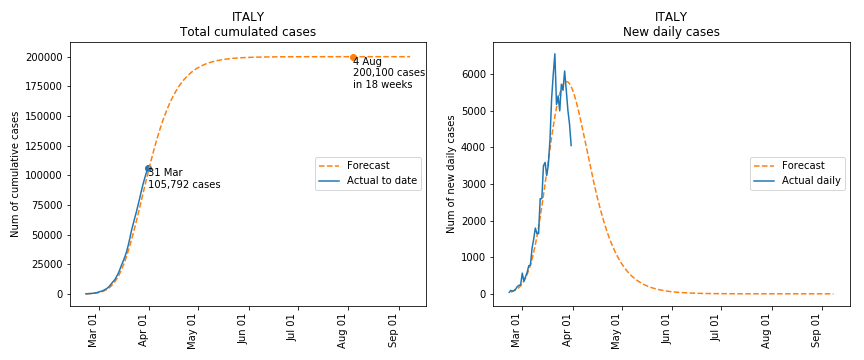 ITALY
Total cumulated cases
Num of cumulative cases
200000
175000
150000
125000
100000
75000
50000
25000
0
4 Aug
200,100 cases
in 18 weeks
31 Mar
105,792 cases
Forecast
Actual to date
Mar 01
Apr 01
May 01
Jun 01
Jul 01
Aug 01
Sep 01
ITALY
New daily cases
Num of new daily cases
6000
5000
4000
3000
2000
1000
0
Forecast
Actual daily
Mar 01
Apr 01
May 01
Jun 01
Jul 01
Aug 01
Sep 01